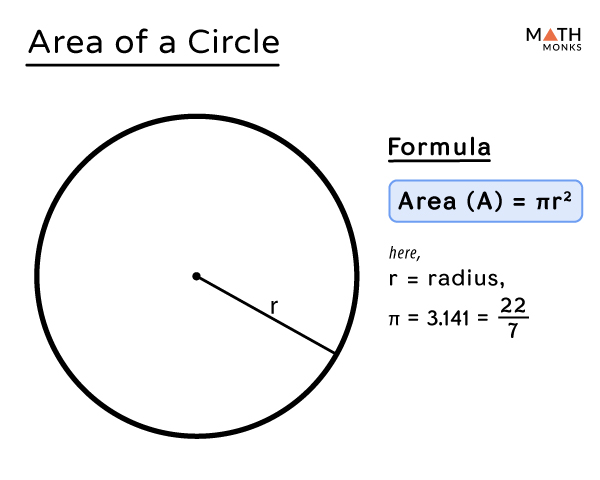 Area of a Circle
MATH
MONKS
Formula
Area (A) = πr²
here,
r = radius,
π = 3.141 = 22/7
r